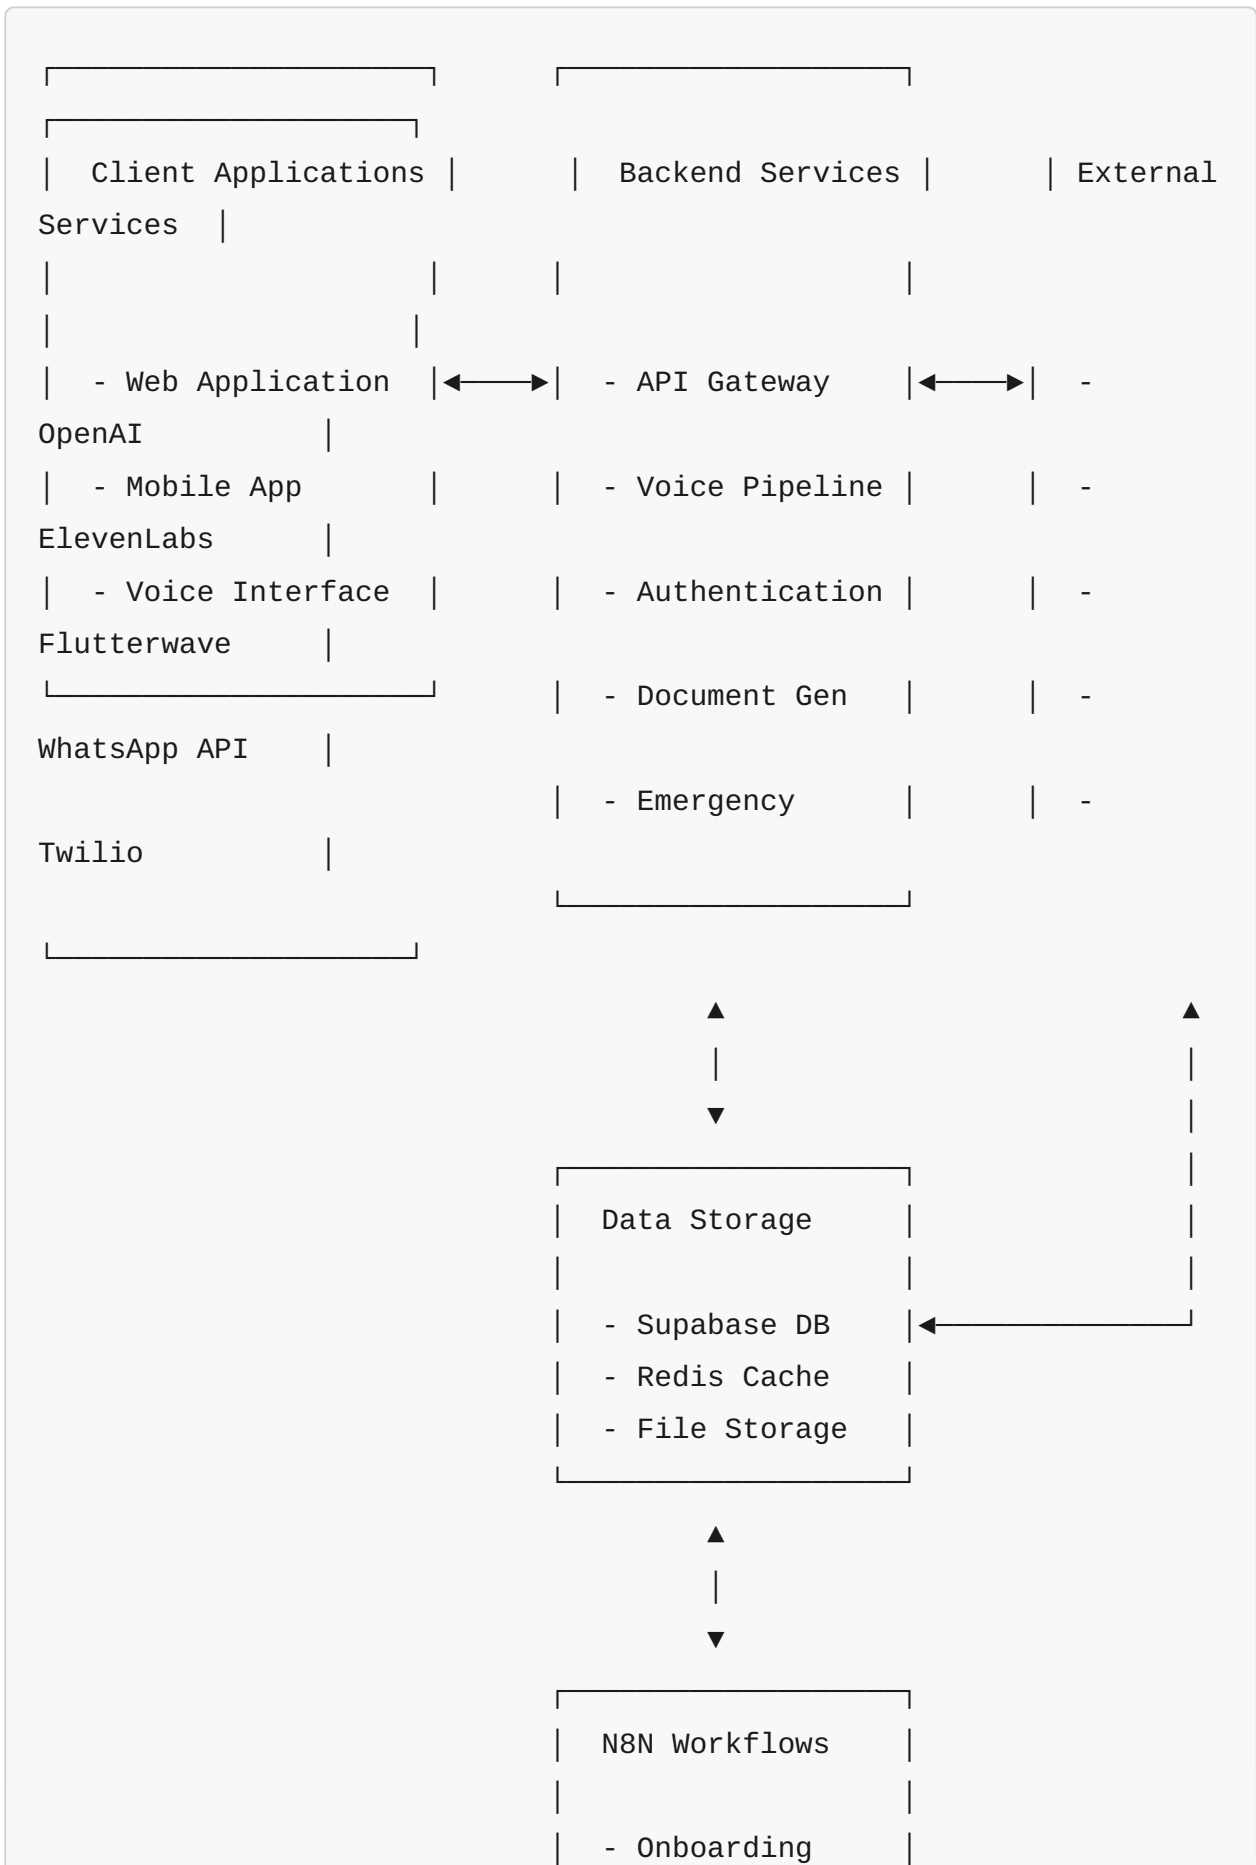 ┌─────────────────────┐      ┌───────────────────┐
┌────────────────────┐
│  Client Applications │      │  Backend Services │      │ External
Services  │
│                     │      │                   │
│                    │
│  - Web Application  │◄────►│  - API Gateway    │◄────►│  -
OpenAI          │
│  - Mobile App       │      │  - Voice Pipeline │      │  -
ElevenLabs      │
│  - Voice Interface  │      │  - Authentication │      │  -
Flutterwave     │
└─────────────────────┘      │  - Document Gen   │      │  -
WhatsApp API    │
                             │  - Emergency      │      │  -
Twilio          │
                             └───────────────────┘
└────────────────────┘
                                      ▲                          ▲
                                      │                          │
                                      ▼                          │
                             ┌───────────────────┐               │
                             │  Data Storage     │               │
                             │                   │               │
                             │  - Supabase DB    │◄──────────────┘
                             │  - Redis Cache    │
                             │  - File Storage   │
                             └───────────────────┘
                                      ▲
                                      │
                                      ▼
                             ┌───────────────────┐
                             │  N8N Workflows    │
                             │                   │
                             │  - Onboarding     │